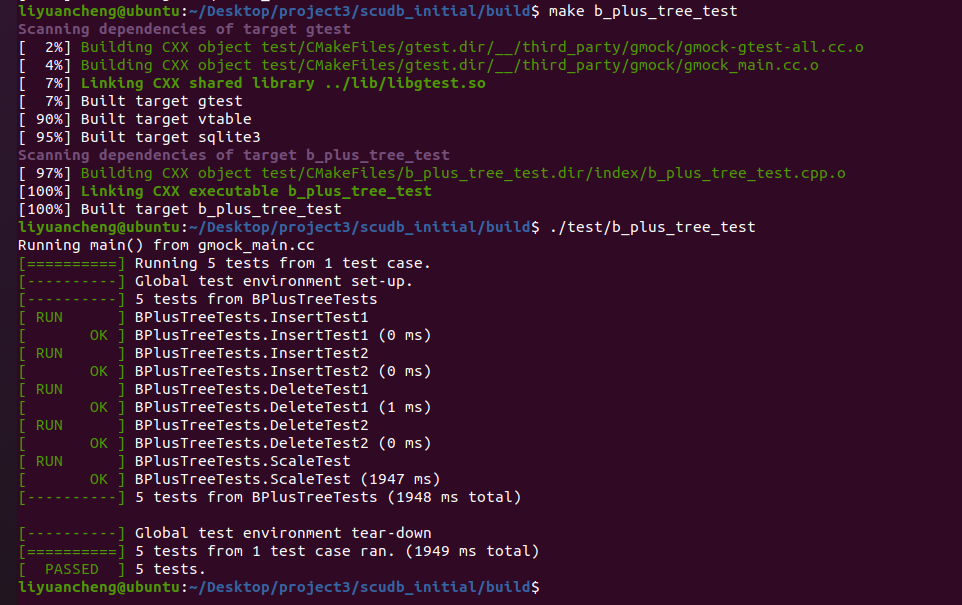 liyuancheng@ubuntu:~/Desktop/project3/scudb_initial/build$ make b_plus_tree_test
Scanning dependencies of target gtest
[  2%] Building CXX object test/CMakeFiles/gtest.dir/__/third_party/gmock/gmock-gtest-all.cc.o
[  4%] Building CXX object test/CMakeFiles/gtest.dir/__/third_party/gmock/gmock_main.cc.o
[  7%] Linking CXX shared library ../lib/libgtest.so
[  7%] Built target gtest
[ 90%] Built target vtable
[ 95%] Built target sqlite3
Scanning dependencies of target b_plus_tree_test
[ 97%] Building CXX object test/CMakeFiles/b_plus_tree_test.dir/index/b_plus_tree_test.cpp.o
[100%] Linking CXX executable b_plus_tree_test
[100%] Built target b_plus_tree_test
liyuancheng@ubuntu:~/Desktop/project3/scudb_initial/build$ ./test/b_plus_tree_test
Running main() from gmock_main.cc
[==========] Running 5 tests from 1 test case.
[----------] Global test environment set-up.
[----------] 5 tests from BPlusTreeTests
[ RUN      ] BPlusTreeTests.InsertTest1
[       OK ] BPlusTreeTests.InsertTest1 (0 ms)
[ RUN      ] BPlusTreeTests.InsertTest2
[       OK ] BPlusTreeTests.InsertTest2 (0 ms)
[ RUN      ] BPlusTreeTests.DeleteTest1
[       OK ] BPlusTreeTests.DeleteTest1 (1 ms)
[ RUN      ] BPlusTreeTests.DeleteTest2
[       OK ] BPlusTreeTests.DeleteTest2 (0 ms)
[ RUN      ] BPlusTreeTests.ScaleTest
[       OK ] BPlusTreeTests.ScaleTest (1947 ms)
[----------] 5 tests from BPlusTreeTests (1948 ms total)

[----------] Global test environment tear-down
[==========] 5 tests from 1 test case ran. (1949 ms total)
[  PASSED  ] 5 tests.
liyuancheng@ubuntu:~/Desktop/project3/scudb_initial/build$